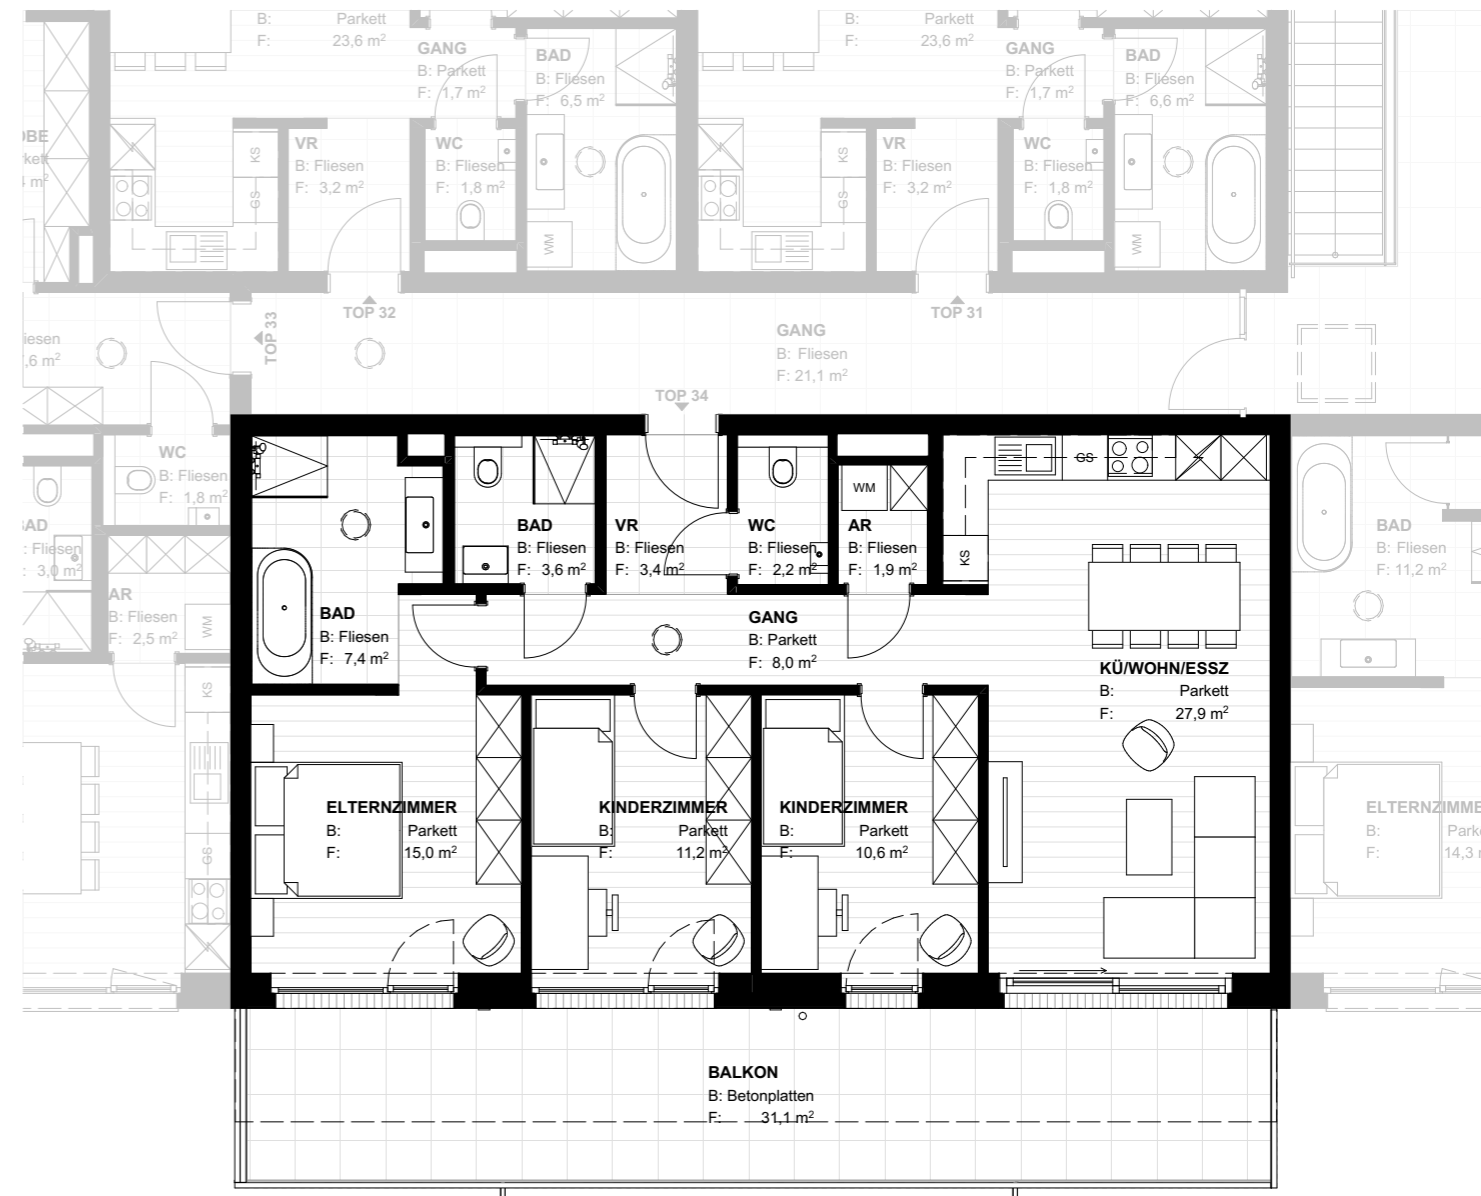 B: Parkett
F: 23,6 m²
GANG
B: Parkett
F: 1,7 m²
BAD
B: Fliesen
F: 6,5 m²
B: Parkett
F: 23,6 m²
GANG
B: Parkett
F: 1,7 m²
BAD
B: Fliesen
F: 6,6 m²
VR
B: Fliesen
F: 3,2 m²
WC
B: Fliesen
F: 1,8 m²
KS
GS
WM
VR
B: Fliesen
F: 3,2 m²
WC
B: Fliesen
F: 1,8 m²
KS
GS
WM
TOP 32
TOP 33
TOP 31
GANG
B: Fliesen
F: 21,1 m²
TOP 34
WC
B: Fliesen
F: 1,8 m²
BAD
: Fliesen
: 3,0 m²
AR
B: Fliesen
F: 2,5 m²
WM
KS
GS
BAD
B: Fliesen
F: 7,4 m²
BAD
B: Fliesen
F: 3,6 m²
VR
B: Fliesen
F: 3,4 m²
WC
B: Fliesen
F: 2,2 m²
WM
AR
B: Fliesen
F: 1,9 m²
GS
KS
GANG
B: Parkett
F: 8,0 m²
KÜ/WOHN/ESSZ
B: Parkett
F: 27,9 m²
BAD
B: Fliesen
F: 11,2 m²
ELTERNZIMMER
B: Parkett
F: 15,0 m²
KINDERZIMMER
B: Parkett
F: 11,2 m²
KINDERZIMMER
B: Parkett
F: 10,6 m²
ELTERNZIMME
B: Park
F: 14,3
BALKON
B: Betonplatten
F: 31,1 m²